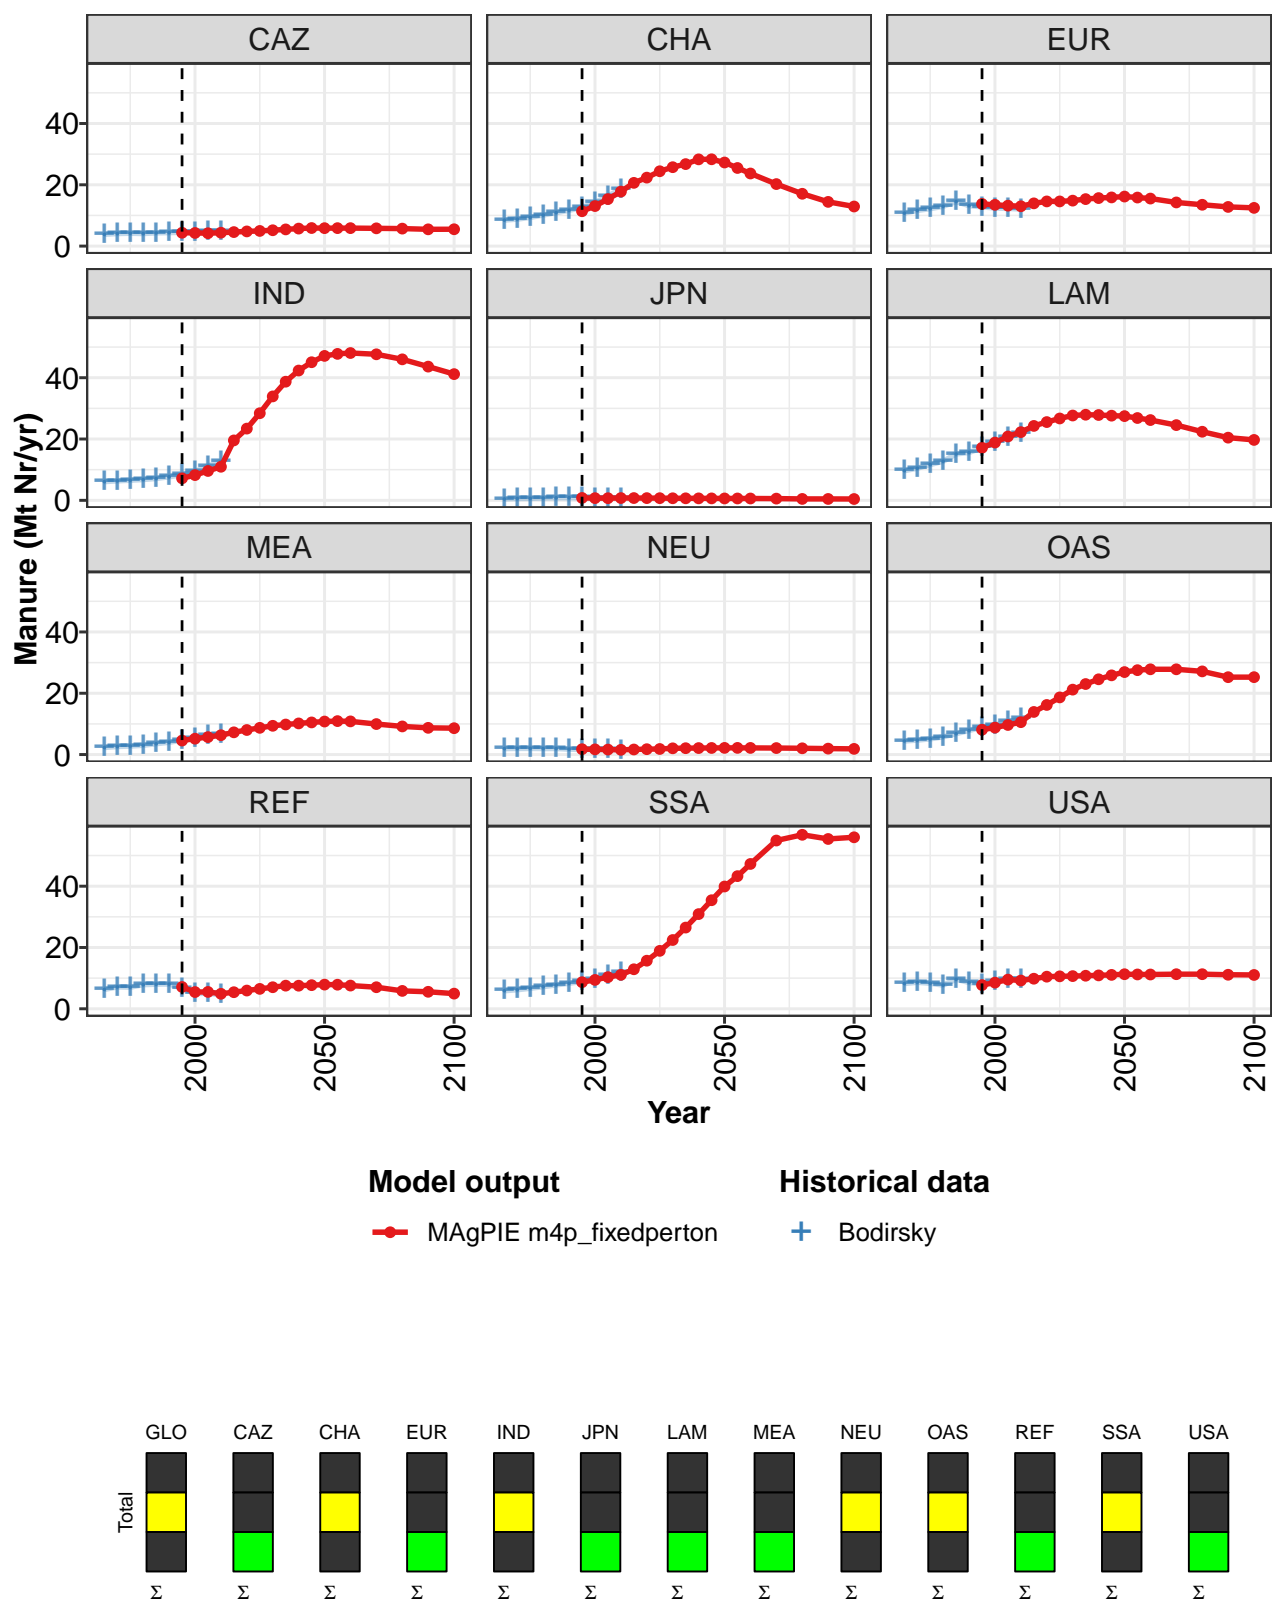 CAZ CHA EUR
40
20
0
IND JPN LAM
40
20
0
MEA NEU OAS
40
20
0
REF SSA USA
40
20
0
Manure (Mt Nr/yr)
2000 2050 2100 2000 2050 2100 2000 2050 2100
Year
Model output Historical data
MAgPIE m4p_fixedperton Bodirsky
GLO CAZ CHA EUR IND JPN LAM MEA NEU OAS REF SSA USA
Total
Σ Σ Σ Σ Σ Σ Σ Σ Σ Σ Σ Σ Σ